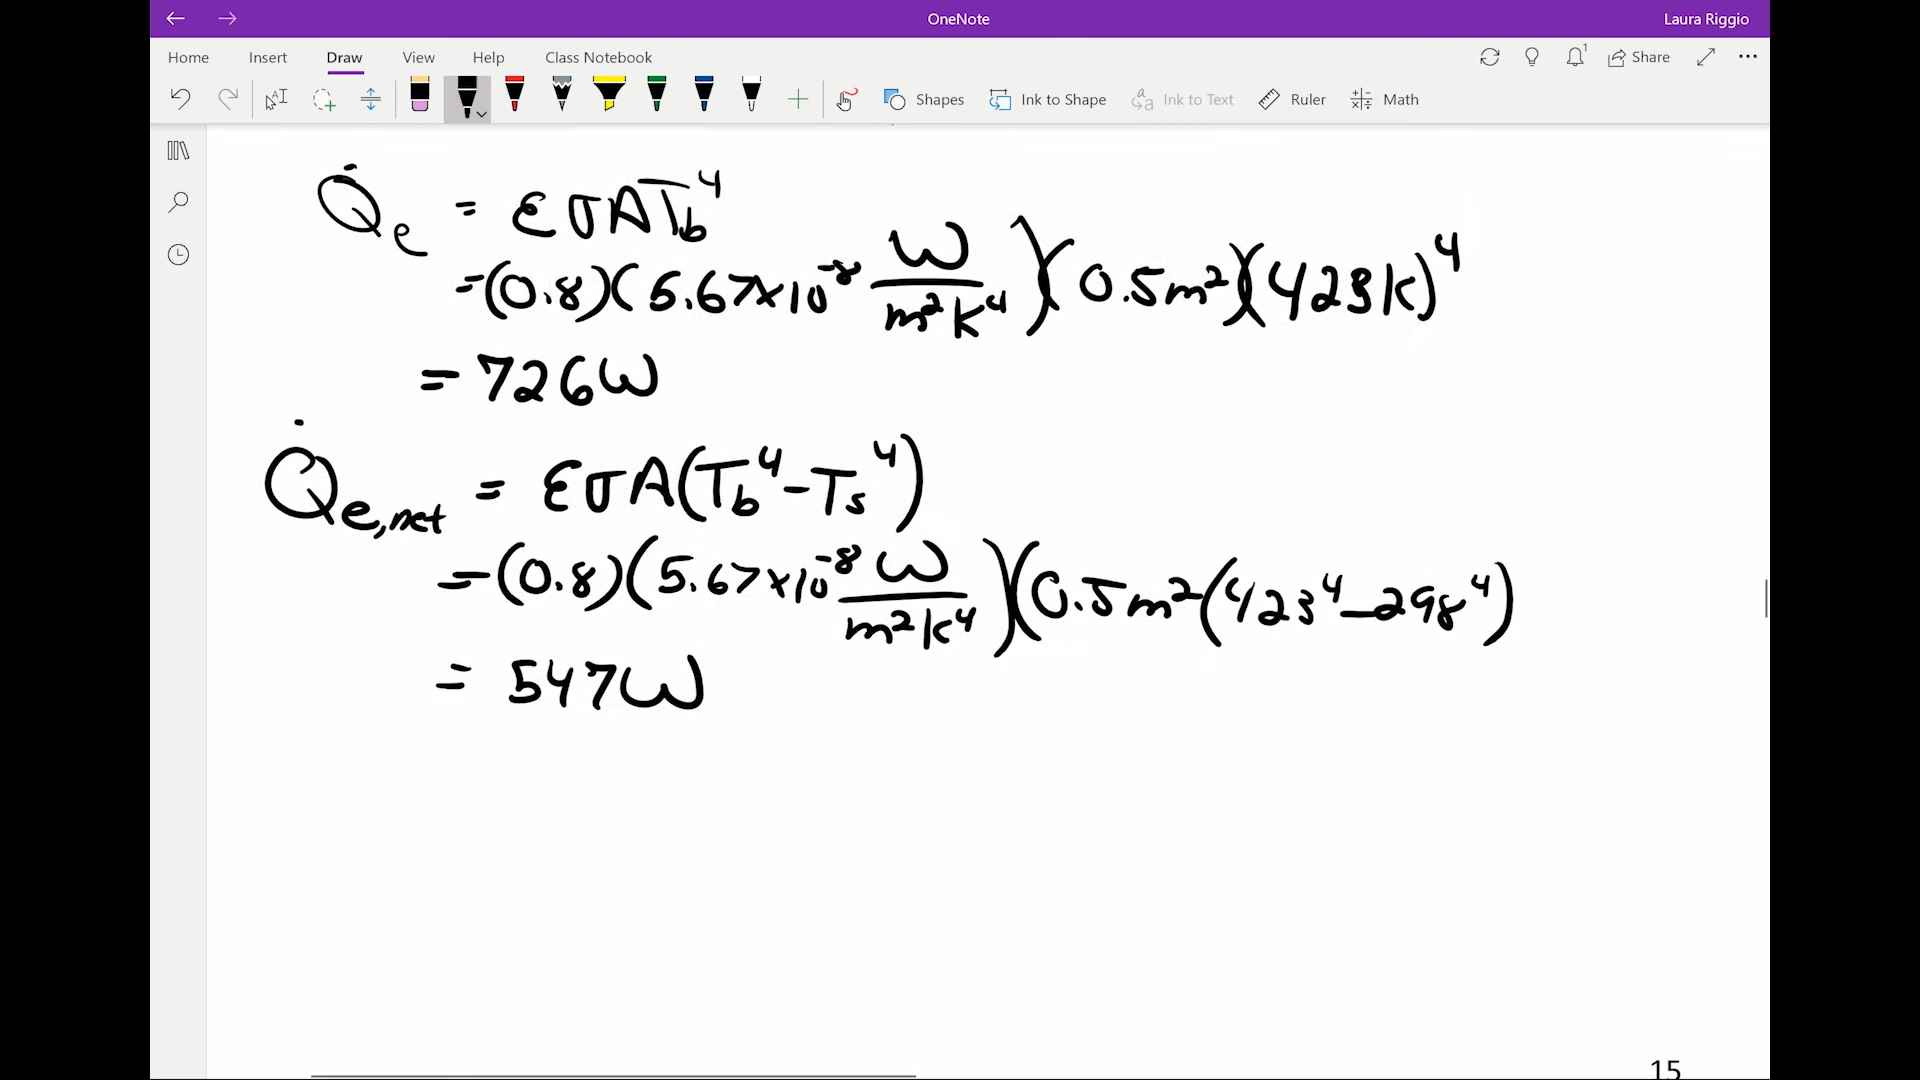 OneNote
Laura Riggio
Home Insert Draw View Help Class Notebook
1 Share
Shapes Ink to Shape Ink to Text Ruler Math
Q̇e = εσATb⁴
=(0.8)(5.67×10⁻⁸ W/m²K⁴)(0.5m²)(423K)⁴
= 726W
Q̇e,net = εσA(Tb⁴-Ts⁴)
=(0.8)(5.67×10⁻⁸ W/m²K⁴)(0.5m²(423⁴-298⁴)
= 547W
15